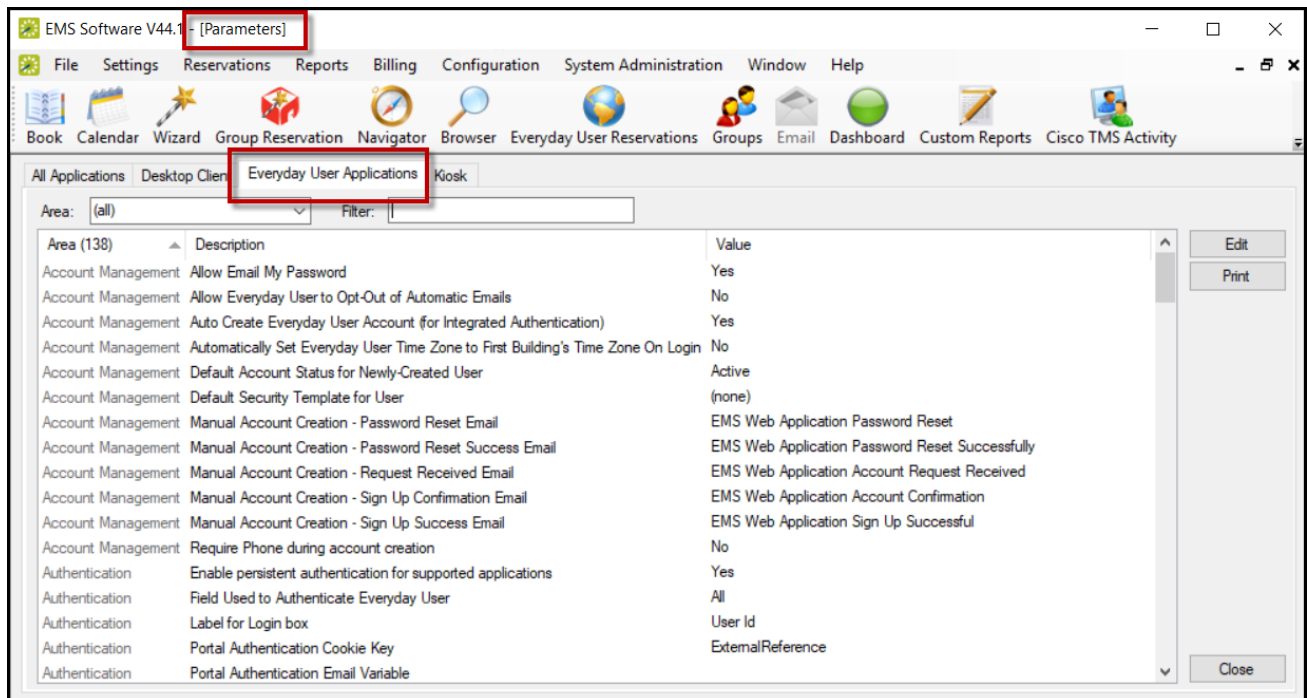 EMS Software V44.1 - [Parameters]
File Settings Reservations Reports Billing Configuration System Administration Window Help
Book Calendar Wizard Group Reservation Navigator Browser Everyday User Reservations Groups Email Dashboard Custom Reports Cisco TMS Activity
All Applications Desktop Client Everyday User Applications Kiosk
Area: (all) Filter:
Area (138) Description Value
Edit
Account Management Allow Email My Password Yes
Print
Account Management Allow Everyday User to Opt-Out of Automatic Emails No
Account Management Auto Create Everyday User Account (for Integrated Authentication) Yes
Account Management Automatically Set Everyday User Time Zone to First Building's Time Zone On Login No
Account Management Default Account Status for Newly-Created User Active
Account Management Default Security Template for User (none)
Account Management Manual Account Creation - Password Reset Email EMS Web Application Password Reset
Account Management Manual Account Creation - Password Reset Success Email EMS Web Application Password Reset Successfully
Account Management Manual Account Creation - Request Received Email EMS Web Application Account Request Received
Account Management Manual Account Creation - Sign Up Confirmation Email EMS Web Application Account Confirmation
Account Management Manual Account Creation - Sign Up Success Email EMS Web Application Sign Up Successful
Account Management Require Phone during account creation No
Authentication Enable persistent authentication for supported applications Yes
Authentication Field Used to Authenticate Everyday User All
Authentication Label for Login box User Id
Authentication Portal Authentication Cookie Key ExternalReference
Authentication Portal Authentication Email Variable
Close